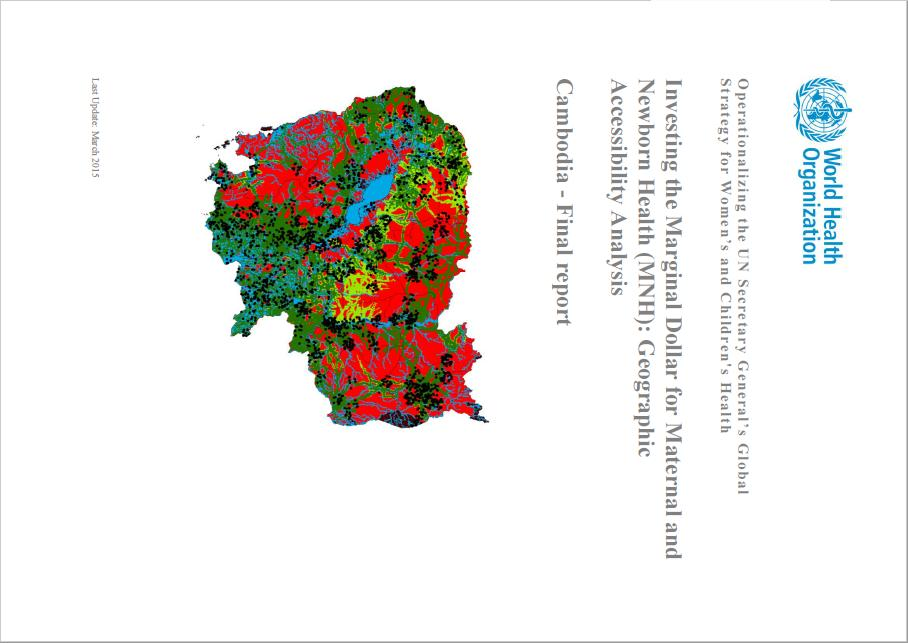 World Health
Organization
Operationalizing the UN Secretary General's Global
Strategy for Women's and Children's Health
Investing the Marginal Dollar for Maternal and
Newborn Health (MNH): Geographic
Accessibility Analysis
Cambodia - Final report
Last Update: March 2015